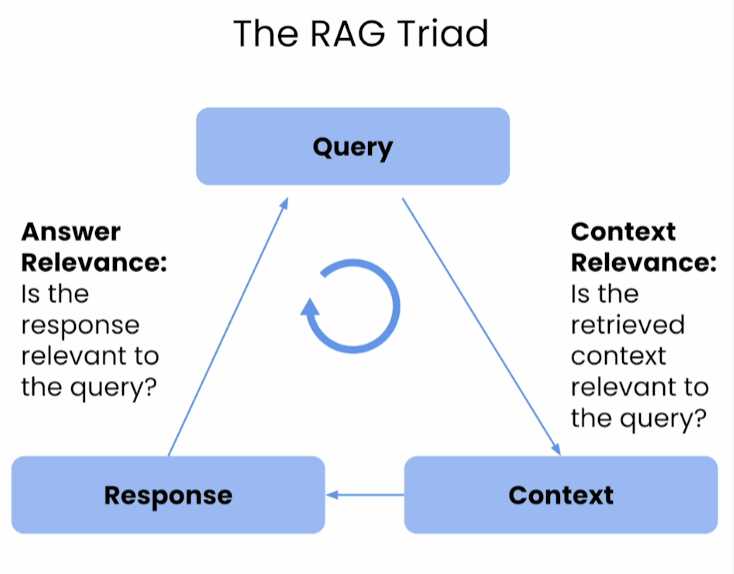 The RAG Triad
Query
Answer
Relevance:
Is the
response
relevant to
the query?
Context
Relevance:
Is the
retrieved
context
relevant to
the query?
Response
Context